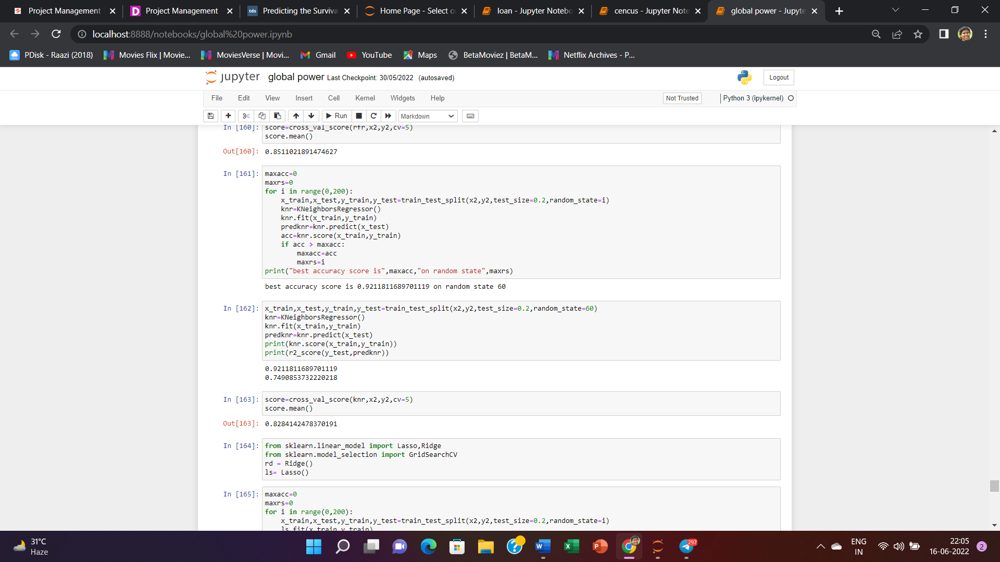 Project Management
Project Management
tds Predicting the Surviva
Home Page - Select o
loan - Jupyter Notebo
cencus - Jupyter Note
global power - Jupyte
localhost:8888/notebooks/global%20power.ipynb
PDisk - Raazi (2018)
Movies Flix | Movie...
MoviesVerse | Movi...
Gmail
YouTube
Maps
BetaMoviez | BetaM...
Netflix Archives - P...
jupyter global power Last Checkpoint: 30/05/2022 (autosaved)
Logout
File Edit View Insert Cell Kernel Widgets Help
Not Trusted
Python 3 (ipykernel)
Run
Markdown
In [160]: score=cross_val_score(rfr,x2,y2,cv=5)
score.mean()
Out[160]: 0.8511021891474627
In [161]: maxacc=0
maxrs=0
for i in range(0,200):
    x_train,x_test,y_train,y_test=train_test_split(x2,y2,test_size=0.2,random_state=i)
    knr=KNeighborsRegressor()
    knr.fit(x_train,y_train)
    predknr=knr.predict(x_test)
    acc=knr.score(x_train,y_train)
    if acc > maxacc:
        maxacc=acc
        maxrs=i
print("best accuracy score is",maxacc,"on random state",maxrs)
best accuracy score is 0.9211811689701119 on random state 60
In [162]: x_train,x_test,y_train,y_test=train_test_split(x2,y2,test_size=0.2,random_state=60)
knr=KNeighborsRegressor()
knr.fit(x_train,y_train)
predknr=knr.predict(x_test)
print(knr.score(x_train,y_train))
print(r2_score(y_test,predknr))
0.9211811689701119
0.7490853732220218
In [163]: score=cross_val_score(knr,x2,y2,cv=5)
score.mean()
Out[163]: 0.8284142478370191
In [164]: from sklearn.linear_model import Lasso,Ridge
from sklearn.model_selection import GridSearchCV
rd = Ridge()
ls= Lasso()
In [165]: maxacc=0
maxrs=0
for i in range(0,200):
    x_train,x_test,y_train,y_test=train_test_split(x2,y2,test_size=0.2,random_state=i)
    ls.fit(x_train,y_train)
31°C
Haze
297
ENG
IN
22:05
16-06-2022
2